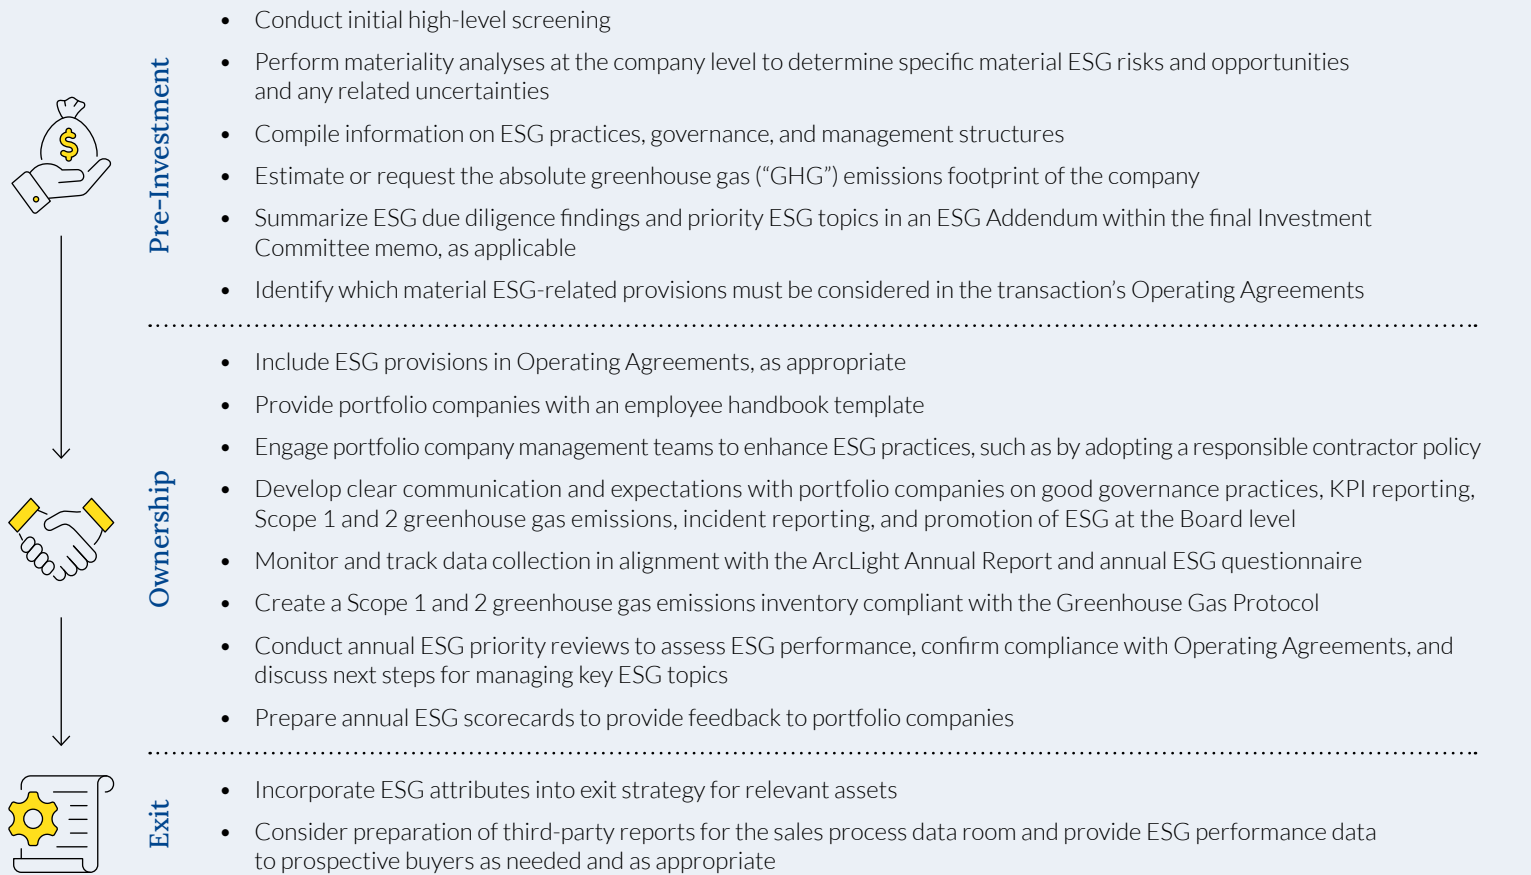 Pre-Investment
• Conduct initial high-level screening
• Perform materiality analyses at the company level to determine specific material ESG risks and opportunities
and any related uncertainties
• Compile information on ESG practices, governance, and management structures
• Estimate or request the absolute greenhouse gas (“GHG”) emissions footprint of the company
• Summarize ESG due diligence findings and priority ESG topics in an ESG Addendum within the final Investment
Committee memo, as applicable
• Identify which material ESG-related provisions must be considered in the transaction’s Operating Agreements
Ownership
• Include ESG provisions in Operating Agreements, as appropriate
• Provide portfolio companies with an employee handbook template
• Engage portfolio company management teams to enhance ESG practices, such as by adopting a responsible contractor policy
• Develop clear communication and expectations with portfolio companies on good governance practices, KPI reporting,
Scope 1 and 2 greenhouse gas emissions, incident reporting, and promotion of ESG at the Board level
• Monitor and track data collection in alignment with the ArcLight Annual Report and annual ESG questionnaire
• Create a Scope 1 and 2 greenhouse gas emissions inventory compliant with the Greenhouse Gas Protocol
• Conduct annual ESG priority reviews to assess ESG performance, confirm compliance with Operating Agreements, and
discuss next steps for managing key ESG topics
• Prepare annual ESG scorecards to provide feedback to portfolio companies
Exit
• Incorporate ESG attributes into exit strategy for relevant assets
• Consider preparation of third-party reports for the sales process data room and provide ESG performance data
to prospective buyers as needed and as appropriate
$